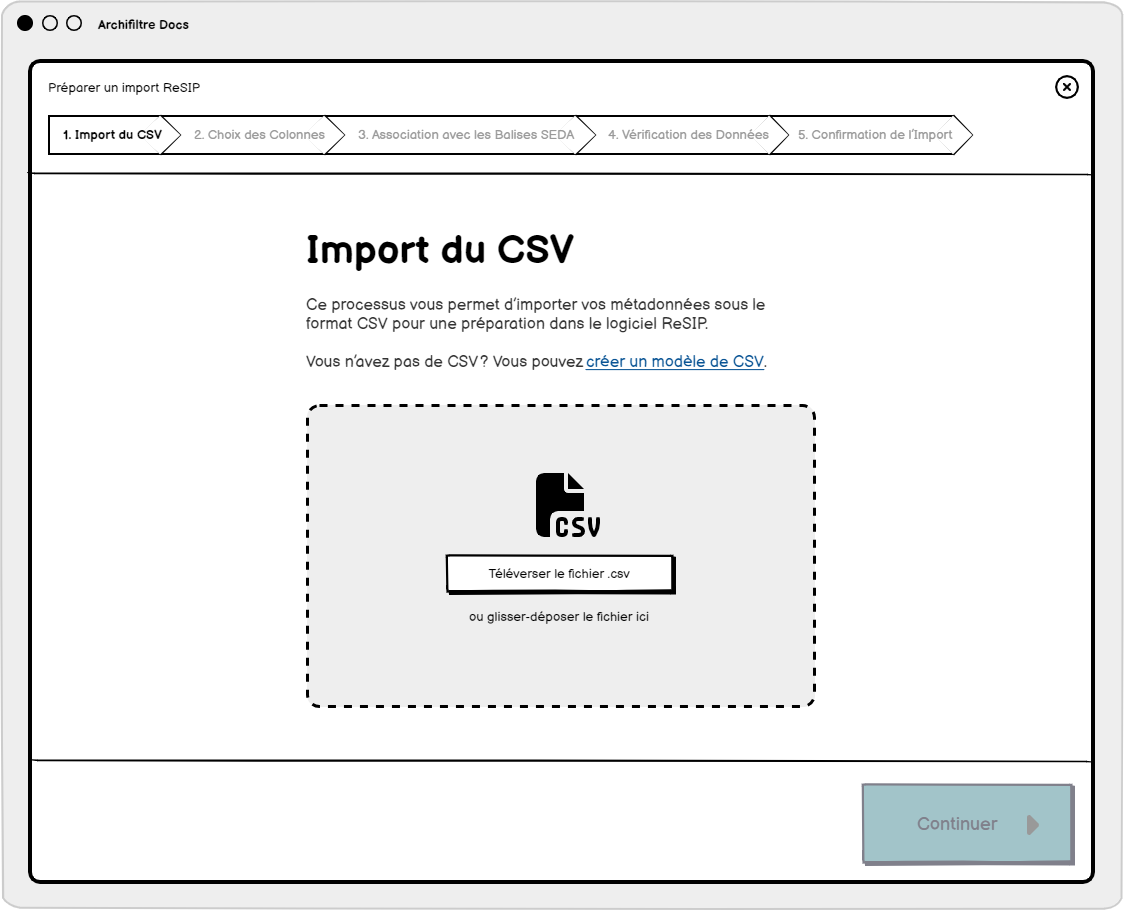 Archifiltre Docs
Préparer un import ReSIP
1. Import du CSV 2. Choix des Colonnes 3. Association avec les Balises SEDA 4. Vérification des Données 5. Confirmation de l'Import
Import du CSV
Ce processus vous permet d'importer vos métadonnées sous le
format CSV pour une préparation dans le logiciel ReSIP.
Vous n'avez pas de CSV? Vous pouvez créer un modèle de CSV.
CSV
Téléverser le fichier .csv
ou glisser-déposer le fichier ici
Continuer